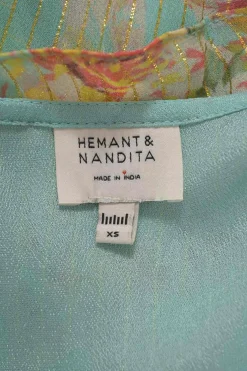 HEMANT &
NANDITA
MADE IN INDIA
XS